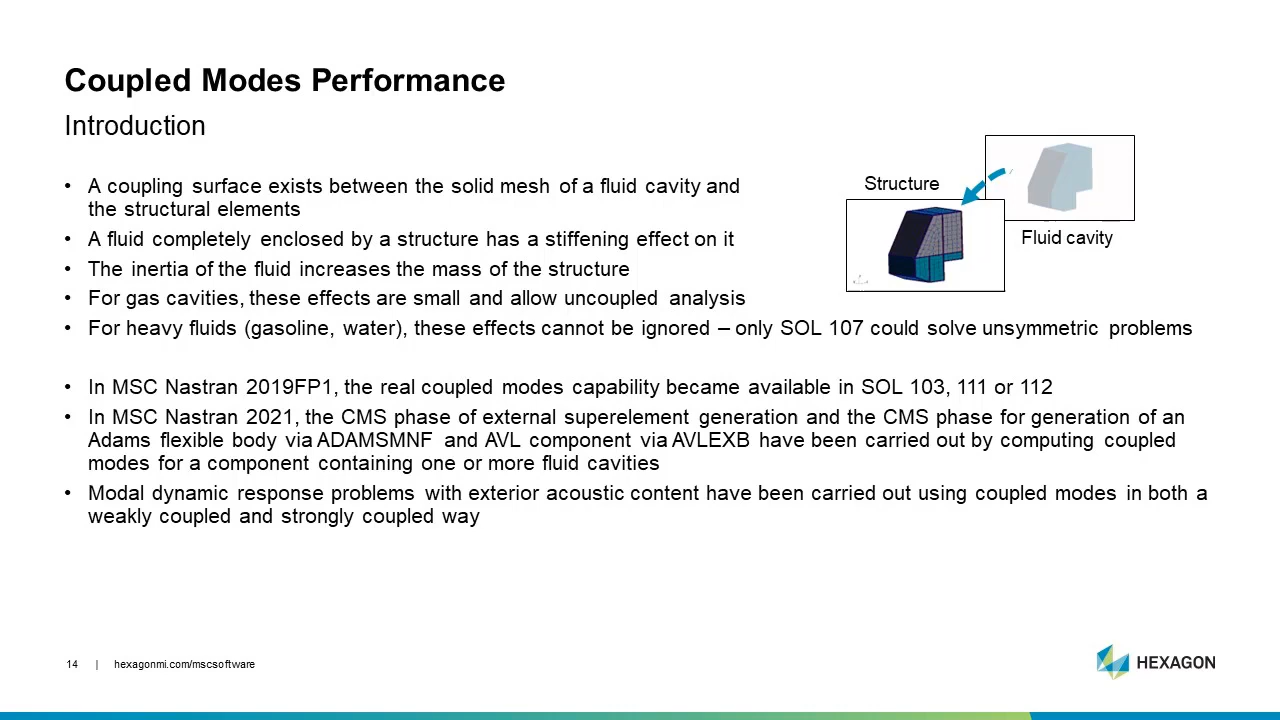 Coupled Modes Performance
Introduction
• A coupling surface exists between the solid mesh of a fluid cavity and
the structural elements
• A fluid completely enclosed by a structure has a stiffening effect on it
• The inertia of the fluid increases the mass of the structure
• For gas cavities, these effects are small and allow uncoupled analysis
• For heavy fluids (gasoline, water), these effects cannot be ignored – only SOL 107 could solve unsymmetric problems
Structure
Fluid cavity
• In MSC Nastran 2019FP1, the real coupled modes capability became available in SOL 103, 111 or 112
• In MSC Nastran 2021, the CMS phase of external superelement generation and the CMS phase for generation of an
Adams flexible body via ADAMSMNF and AVL component via AVLEXB have been carried out by computing coupled
modes for a component containing one or more fluid cavities
• Modal dynamic response problems with exterior acoustic content have been carried out using coupled modes in both a
weakly coupled and strongly coupled way
14 | hexagonmi.com/mscsoftware
HEXAGON